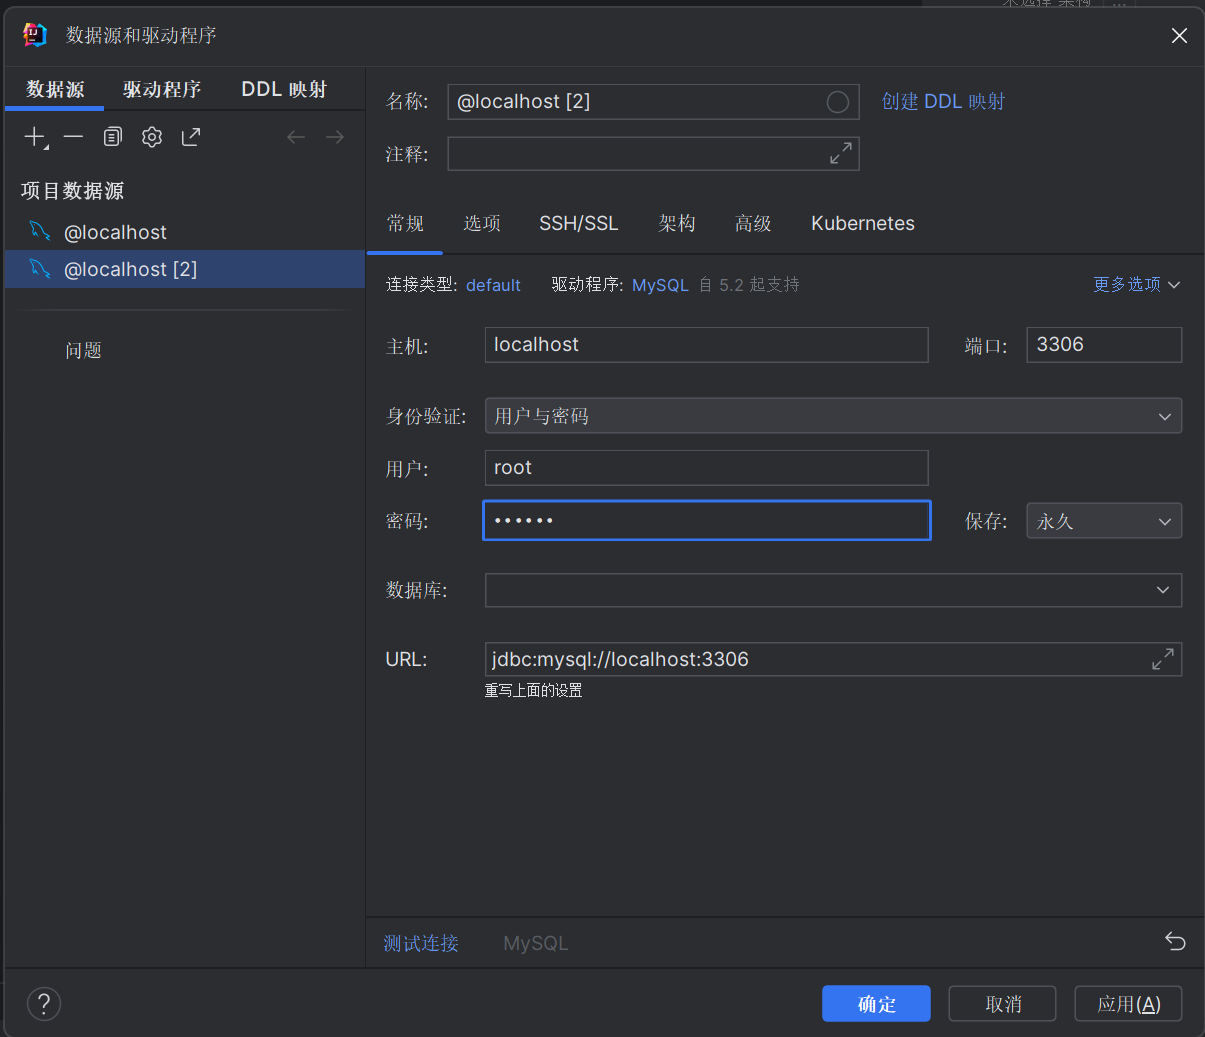 数据源和驱动程序
数据源 驱动程序 DDL 映射
项目数据源
@localhost
@localhost [2]
问题
名称: @localhost [2] 创建 DDL 映射
注释:
常规 选项 SSH/SSL 架构 高级 Kubernetes
连接类型: default 驱动程序: MySQL 自 5.2 起支持 更多选项
主机: localhost 端口: 3306
身份验证: 用户与密码
用户: root
密码: •••••• 保存: 永久
数据库:
URL: jdbc:mysql://localhost:3306
重写上面的设置
测试连接 MySQL
? 确定 取消 应用(A)